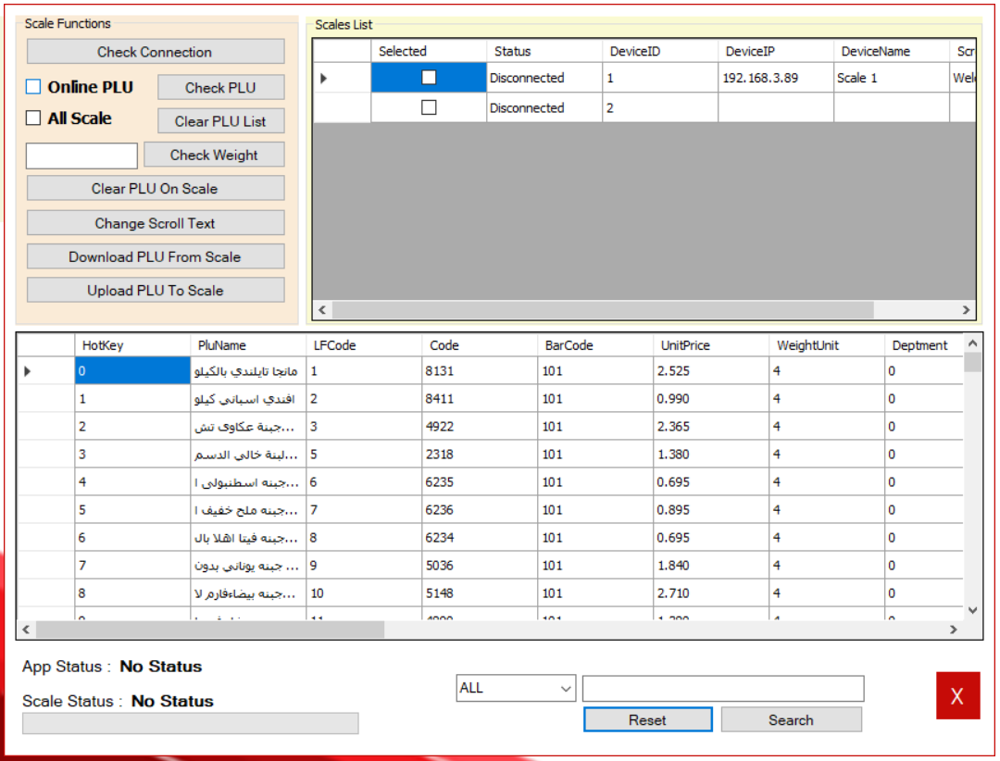 Scale Functions
Check Connection
Online PLU
Check PLU
All Scale
Clear PLU List
Check Weight
Clear PLU On Scale
Change Scroll Text
Download PLU From Scale
Upload PLU To Scale
Scales List
Selected Status DeviceID DeviceIP DeviceName Scr
Disconnected 1 192.168.3.89 Scale 1 Wel
Disconnected 2
HotKey PluName LFCode Code BarCode UnitPrice WeightUnit Deptment
0 مانجا تايلندي بالكيلو 1 8131 101 2.525 4 0
1 افندي اسباني كيلو 2 8411 101 0.990 4 0
2 جبنة عكاوى تش... 3 4922 101 2.365 4 0
3 لبنة خالي الدسم... 5 2318 101 1.380 4 0
4 جبنه اسطنبولى ا... 6 6235 101 0.695 4 0
5 جبنه ملح خفيف ا... 7 6236 101 0.895 4 0
6 جبنه فيتا اهلا بال... 8 6234 101 0.695 4 0
7 جبنه يوناني بدون ... 9 5036 101 1.840 4 0
8 جبنه بيضاءفارم لا... 10 5148 101 2.710 4 0
App Status : No Status
Scale Status : No Status
ALL
Reset
Search
X